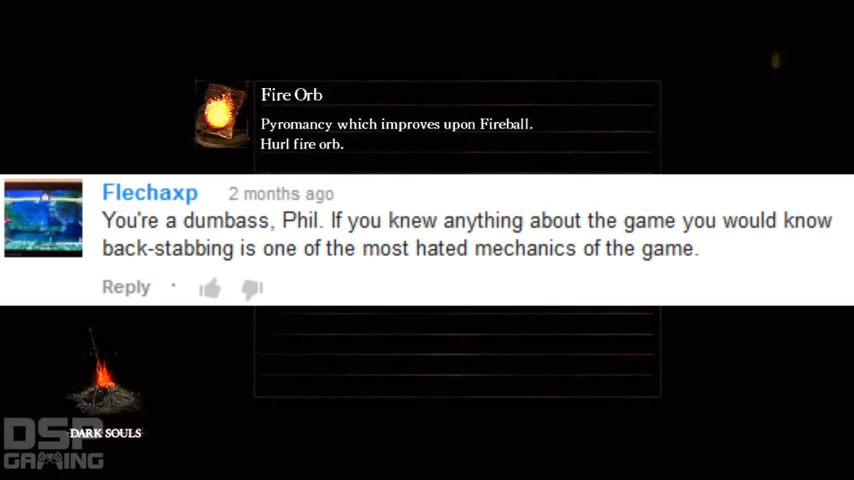 Fire Orb
Pyromancy which improves upon Fireball.
Hurl fire orb.
Flechaxp 2 months ago
You're a dumbass, Phil. If you knew anything about the game you would know
back-stabbing is one of the most hated mechanics of the game.
Reply ·
DARK SOULS
DSP
GAMING